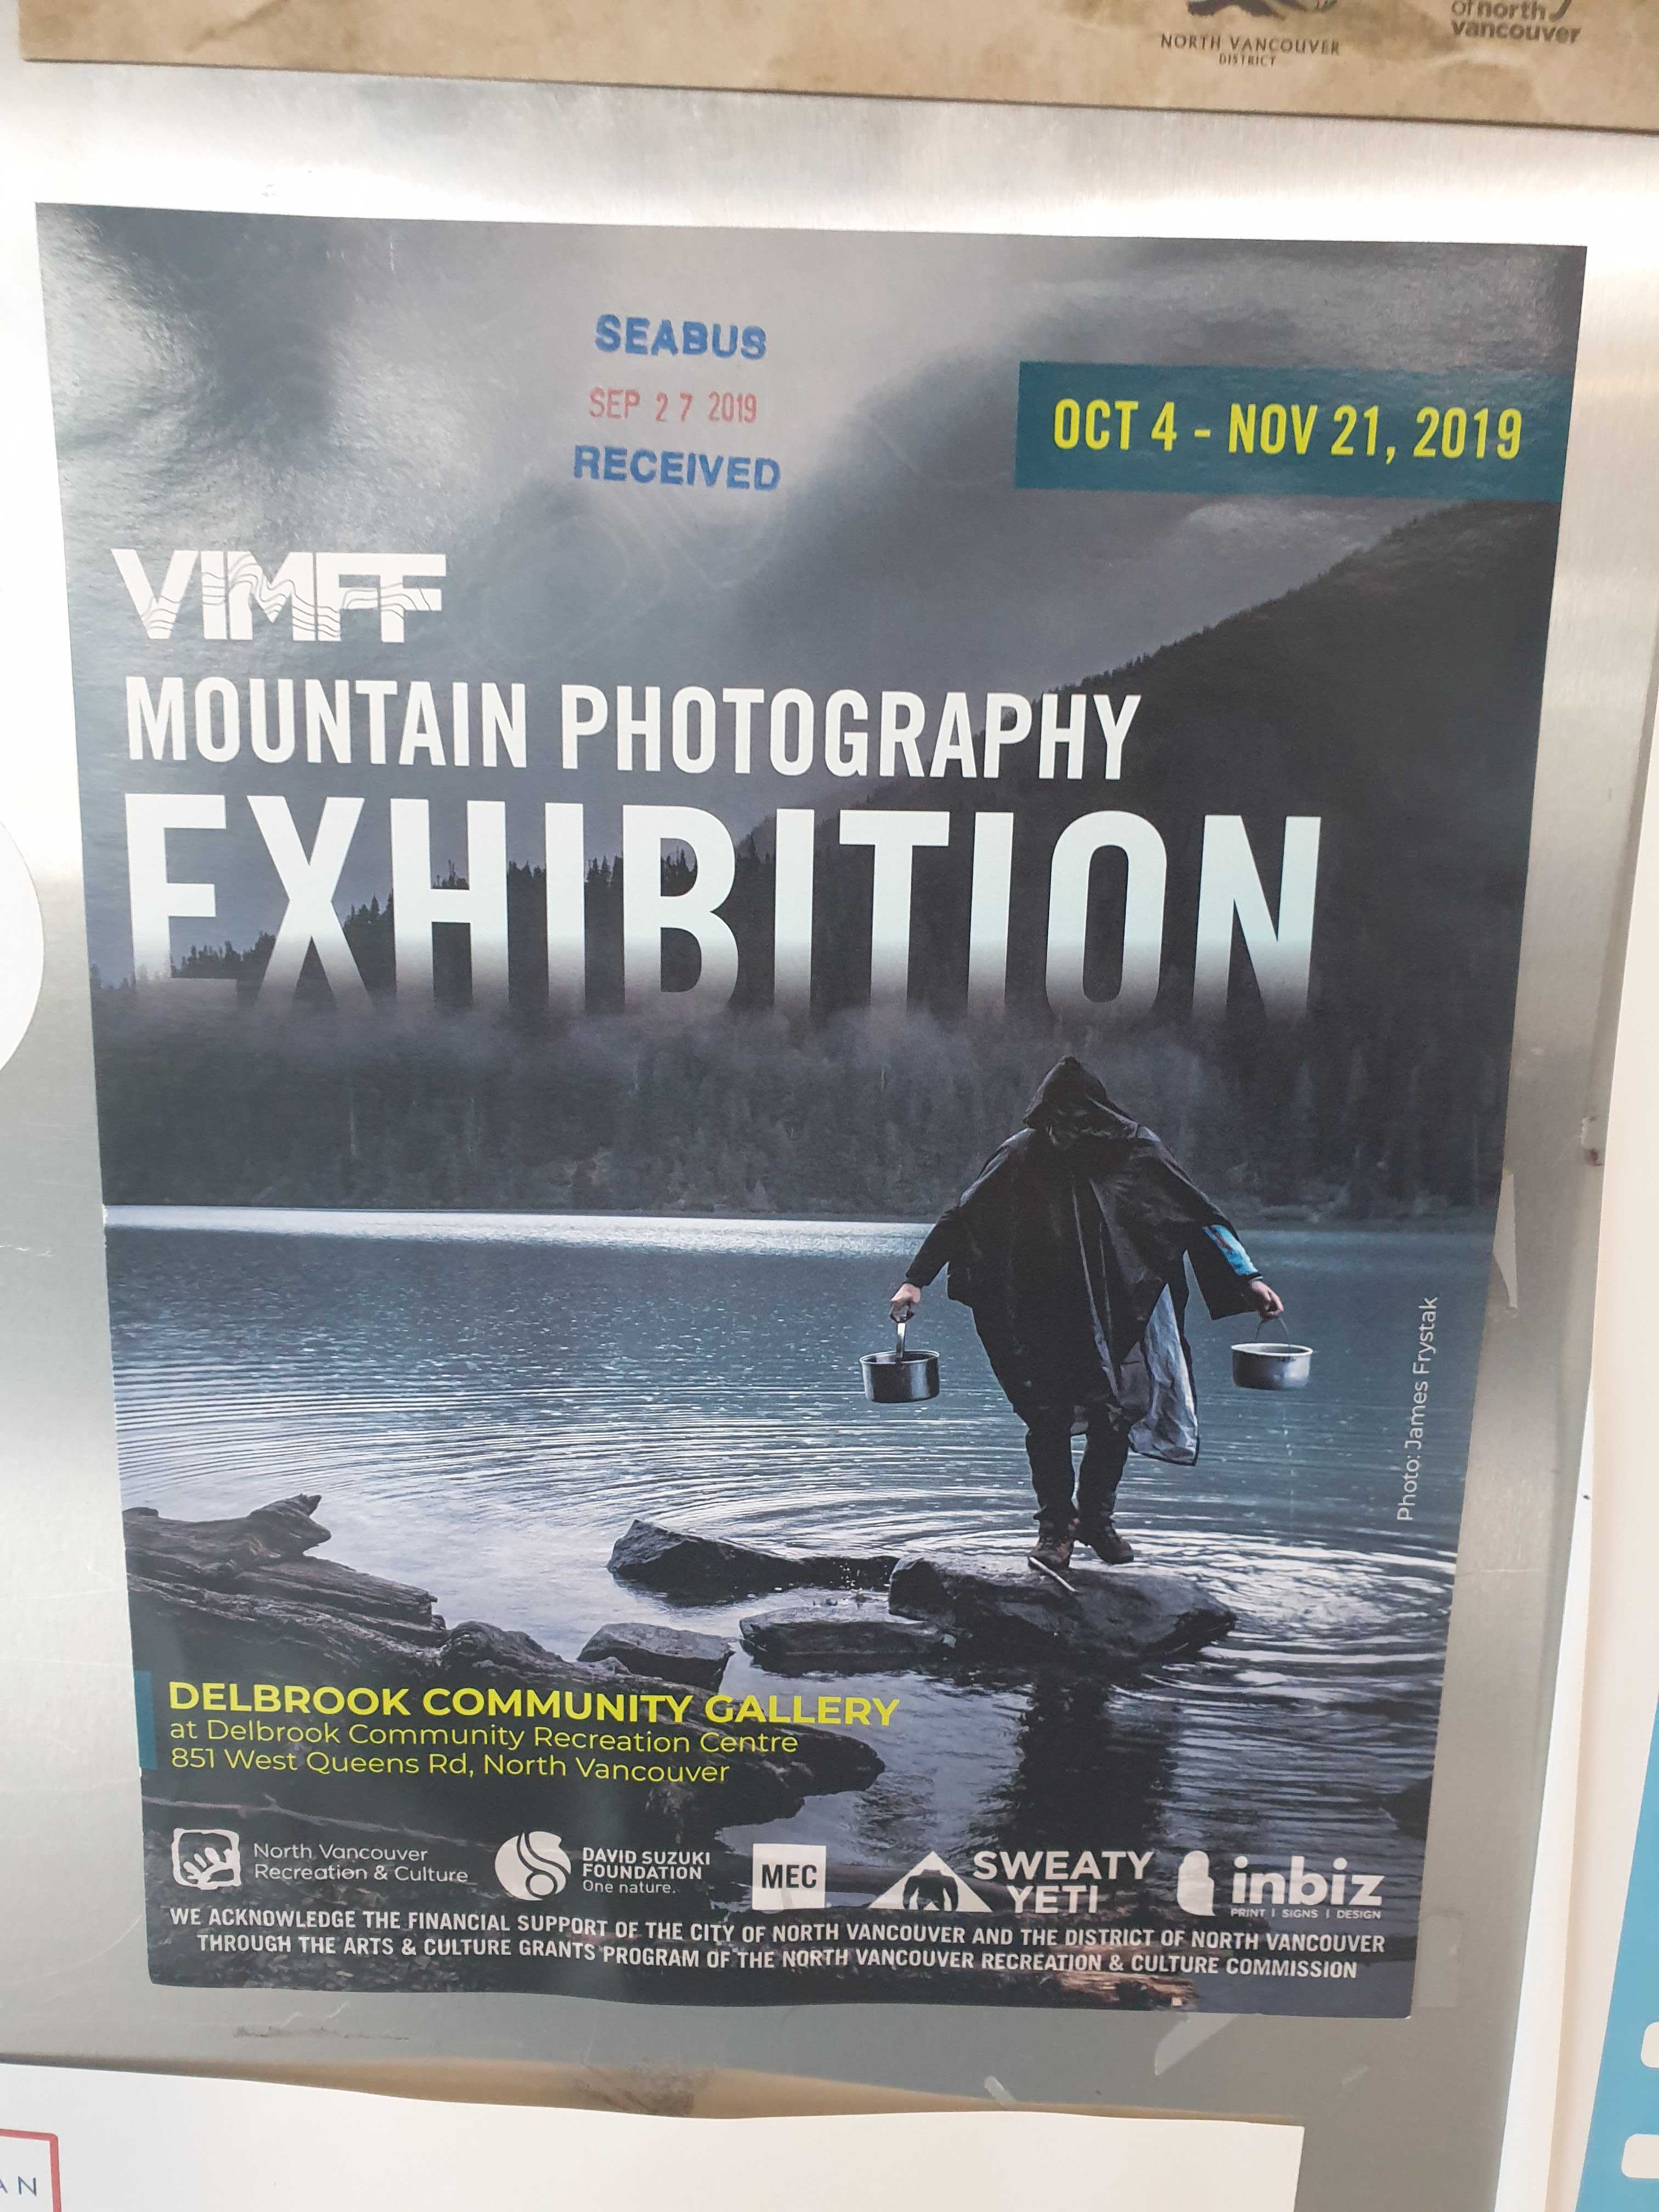 of north
vancouver
NORTH VANCOUVER
DISTRICT
SEABUS
SEP 27 2019
RECEIVED
OCT 4 - NOV 21, 2019
VIMFF
MOUNTAIN PHOTOGRAPHY
EXHIBITION
Photo: James Frystak
DELBROOK COMMUNITY GALLERY
at Delbrook Community Recreation Centre
851 West Queens Rd, North Vancouver
North Vancouver
Recreation & Culture
DAVID SUZUKI
FOUNDATION
One nature.
MEC
SWEATY
YETI
inbiz
PRINT | SIGNS | DESIGN
WE ACKNOWLEDGE THE FINANCIAL SUPPORT OF THE CITY OF NORTH VANCOUVER AND THE DISTRICT OF NORTH VANCOUVER
THROUGH THE ARTS & CULTURE GRANTS PROGRAM OF THE NORTH VANCOUVER RECREATION & CULTURE COMMISSION